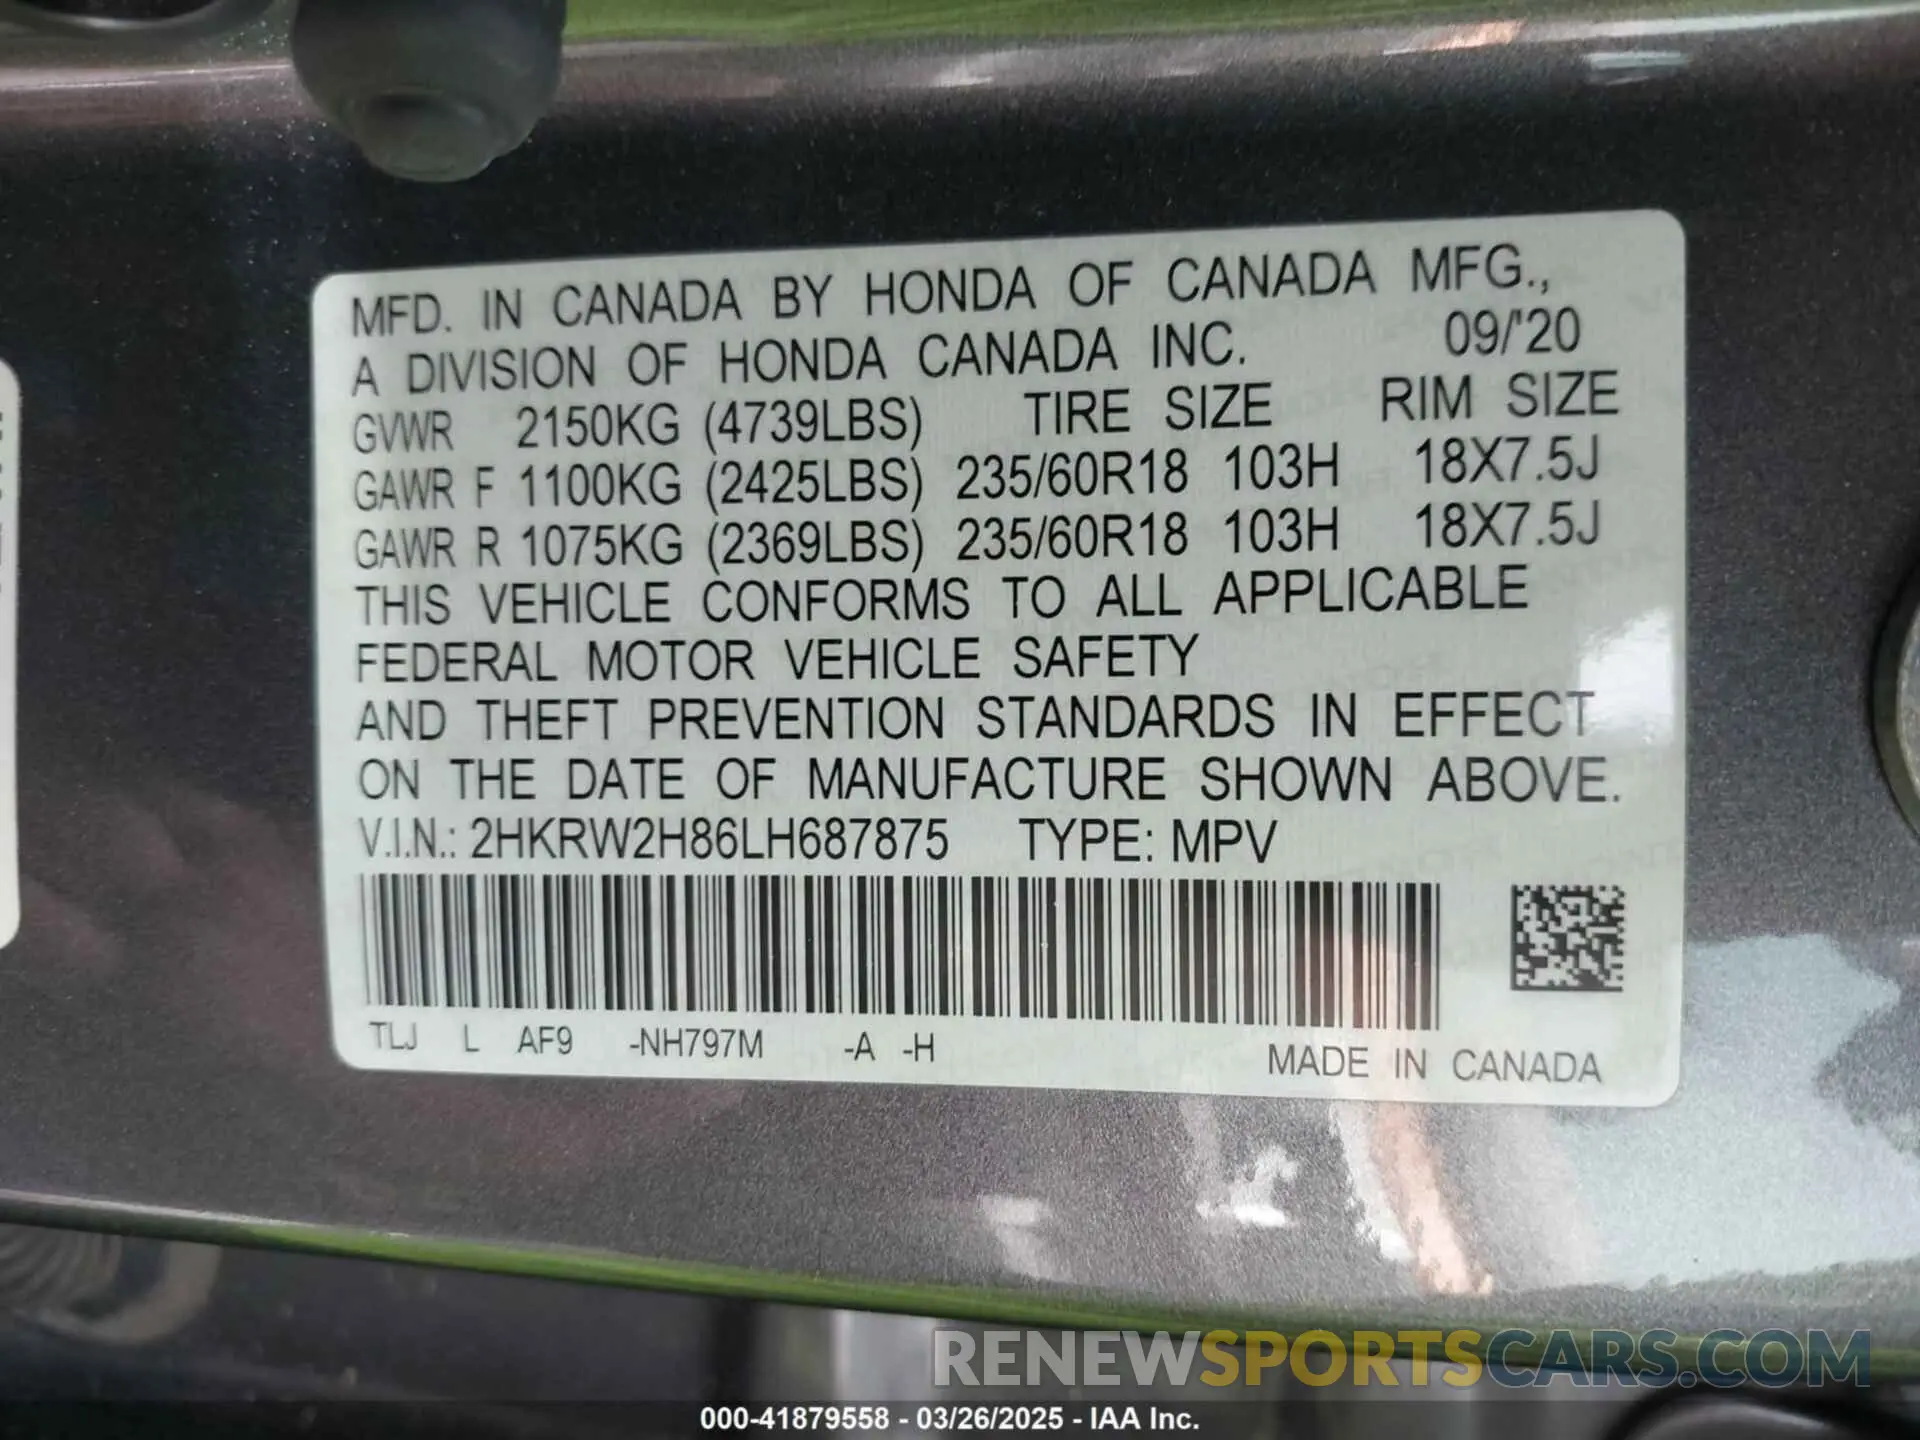 MFD. IN CANADA BY HONDA OF CANADA MFG.,
A DIVISION OF HONDA CANADA INC. 09/'20
GVWR 2150KG (4739LBS) TIRE SIZE RIM SIZE
GAWR F 1100KG (2425LBS) 235/60R18 103H 18X7.5J
GAWR R 1075KG (2369LBS) 235/60R18 103H 18X7.5J
THIS VEHICLE CONFORMS TO ALL APPLICABLE
FEDERAL MOTOR VEHICLE SAFETY
AND THEFT PREVENTION STANDARDS IN EFFECT
ON THE DATE OF MANUFACTURE SHOWN ABOVE.
V.I.N.: 2HKRW2H86LH687875 TYPE: MPV
TLJ L AF9 -NH797M -A -H
MADE IN CANADA
RENEWSPORTSCARS.COM
000-41879558 - 03/26/2025 - IAA Inc.